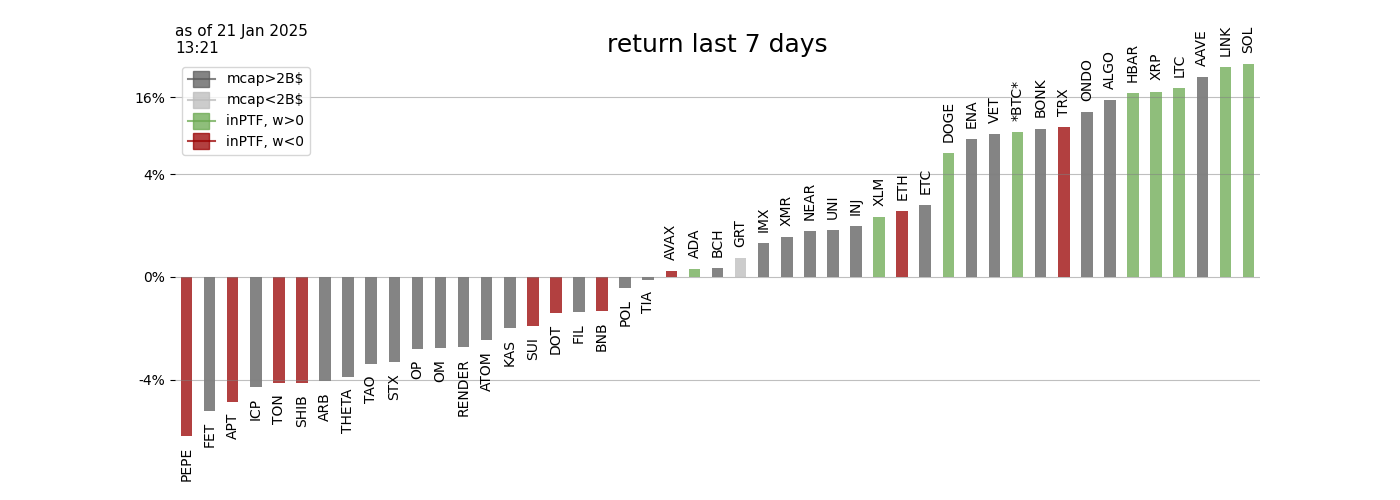 as of 21 Jan 2025
13:21
return last 7 days
mcap>2B$
mcap<2B$
inPTF, w>0
inPTF, w<0
16%
4%
0%
-4%
PEPE
FET
APT
ICP
TON
SHIB
ARB
THETA
TAO
STX
OP
OM
RENDER
ATOM
KAS
SUI
DOT
FIL
BNB
POL
TIA
AVAX
ADA
BCH
GRT
IMX
XMR
NEAR
UNI
INJ
XLM
ETH
ETC
DOGE
ENA
VET
*BTC*
BONK
TRX
ONDO
ALGO
HBAR
XRP
LTC
AAVE
LINK
SOL